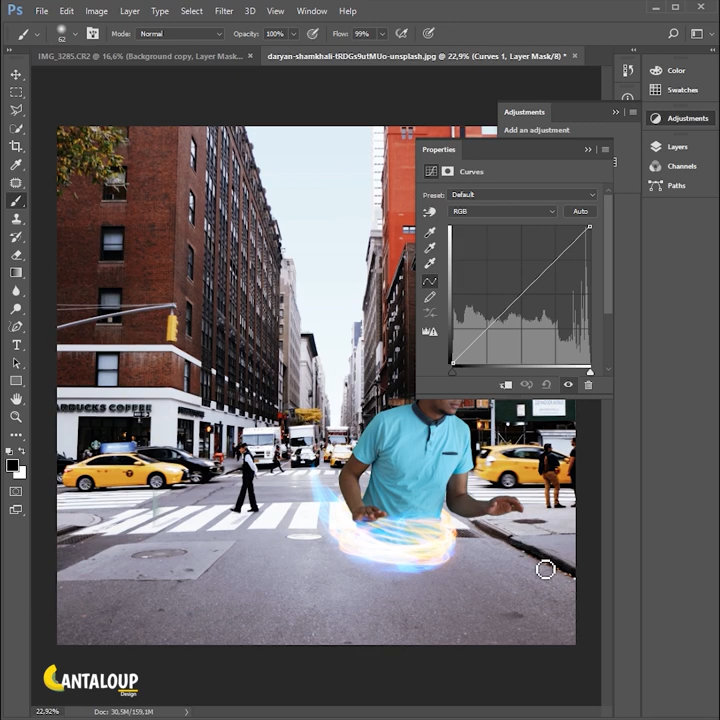 Ps File Edit Image Layer Type Select Filter 3D View Window Help
62 Mode: Normal Opacity: 100% Flow: 99%
IMG_3285.CR2 @ 16,6% (Background copy, Layer Mask... ×
daryan-shamkhali-tRDGs9utMUo-unsplash.jpg @ 22,9% (Curves 1, Layer Mask/8) * ×
Color
Swatches
Adjustments
Layers
Channels
Paths
Adjustments
Add an adjustment
Properties
Curves
Preset: Default
RGB Auto
ARBUCKS COFFEE
CANTALOUP
Design
22,92% Doc: 30,5M/159,1M